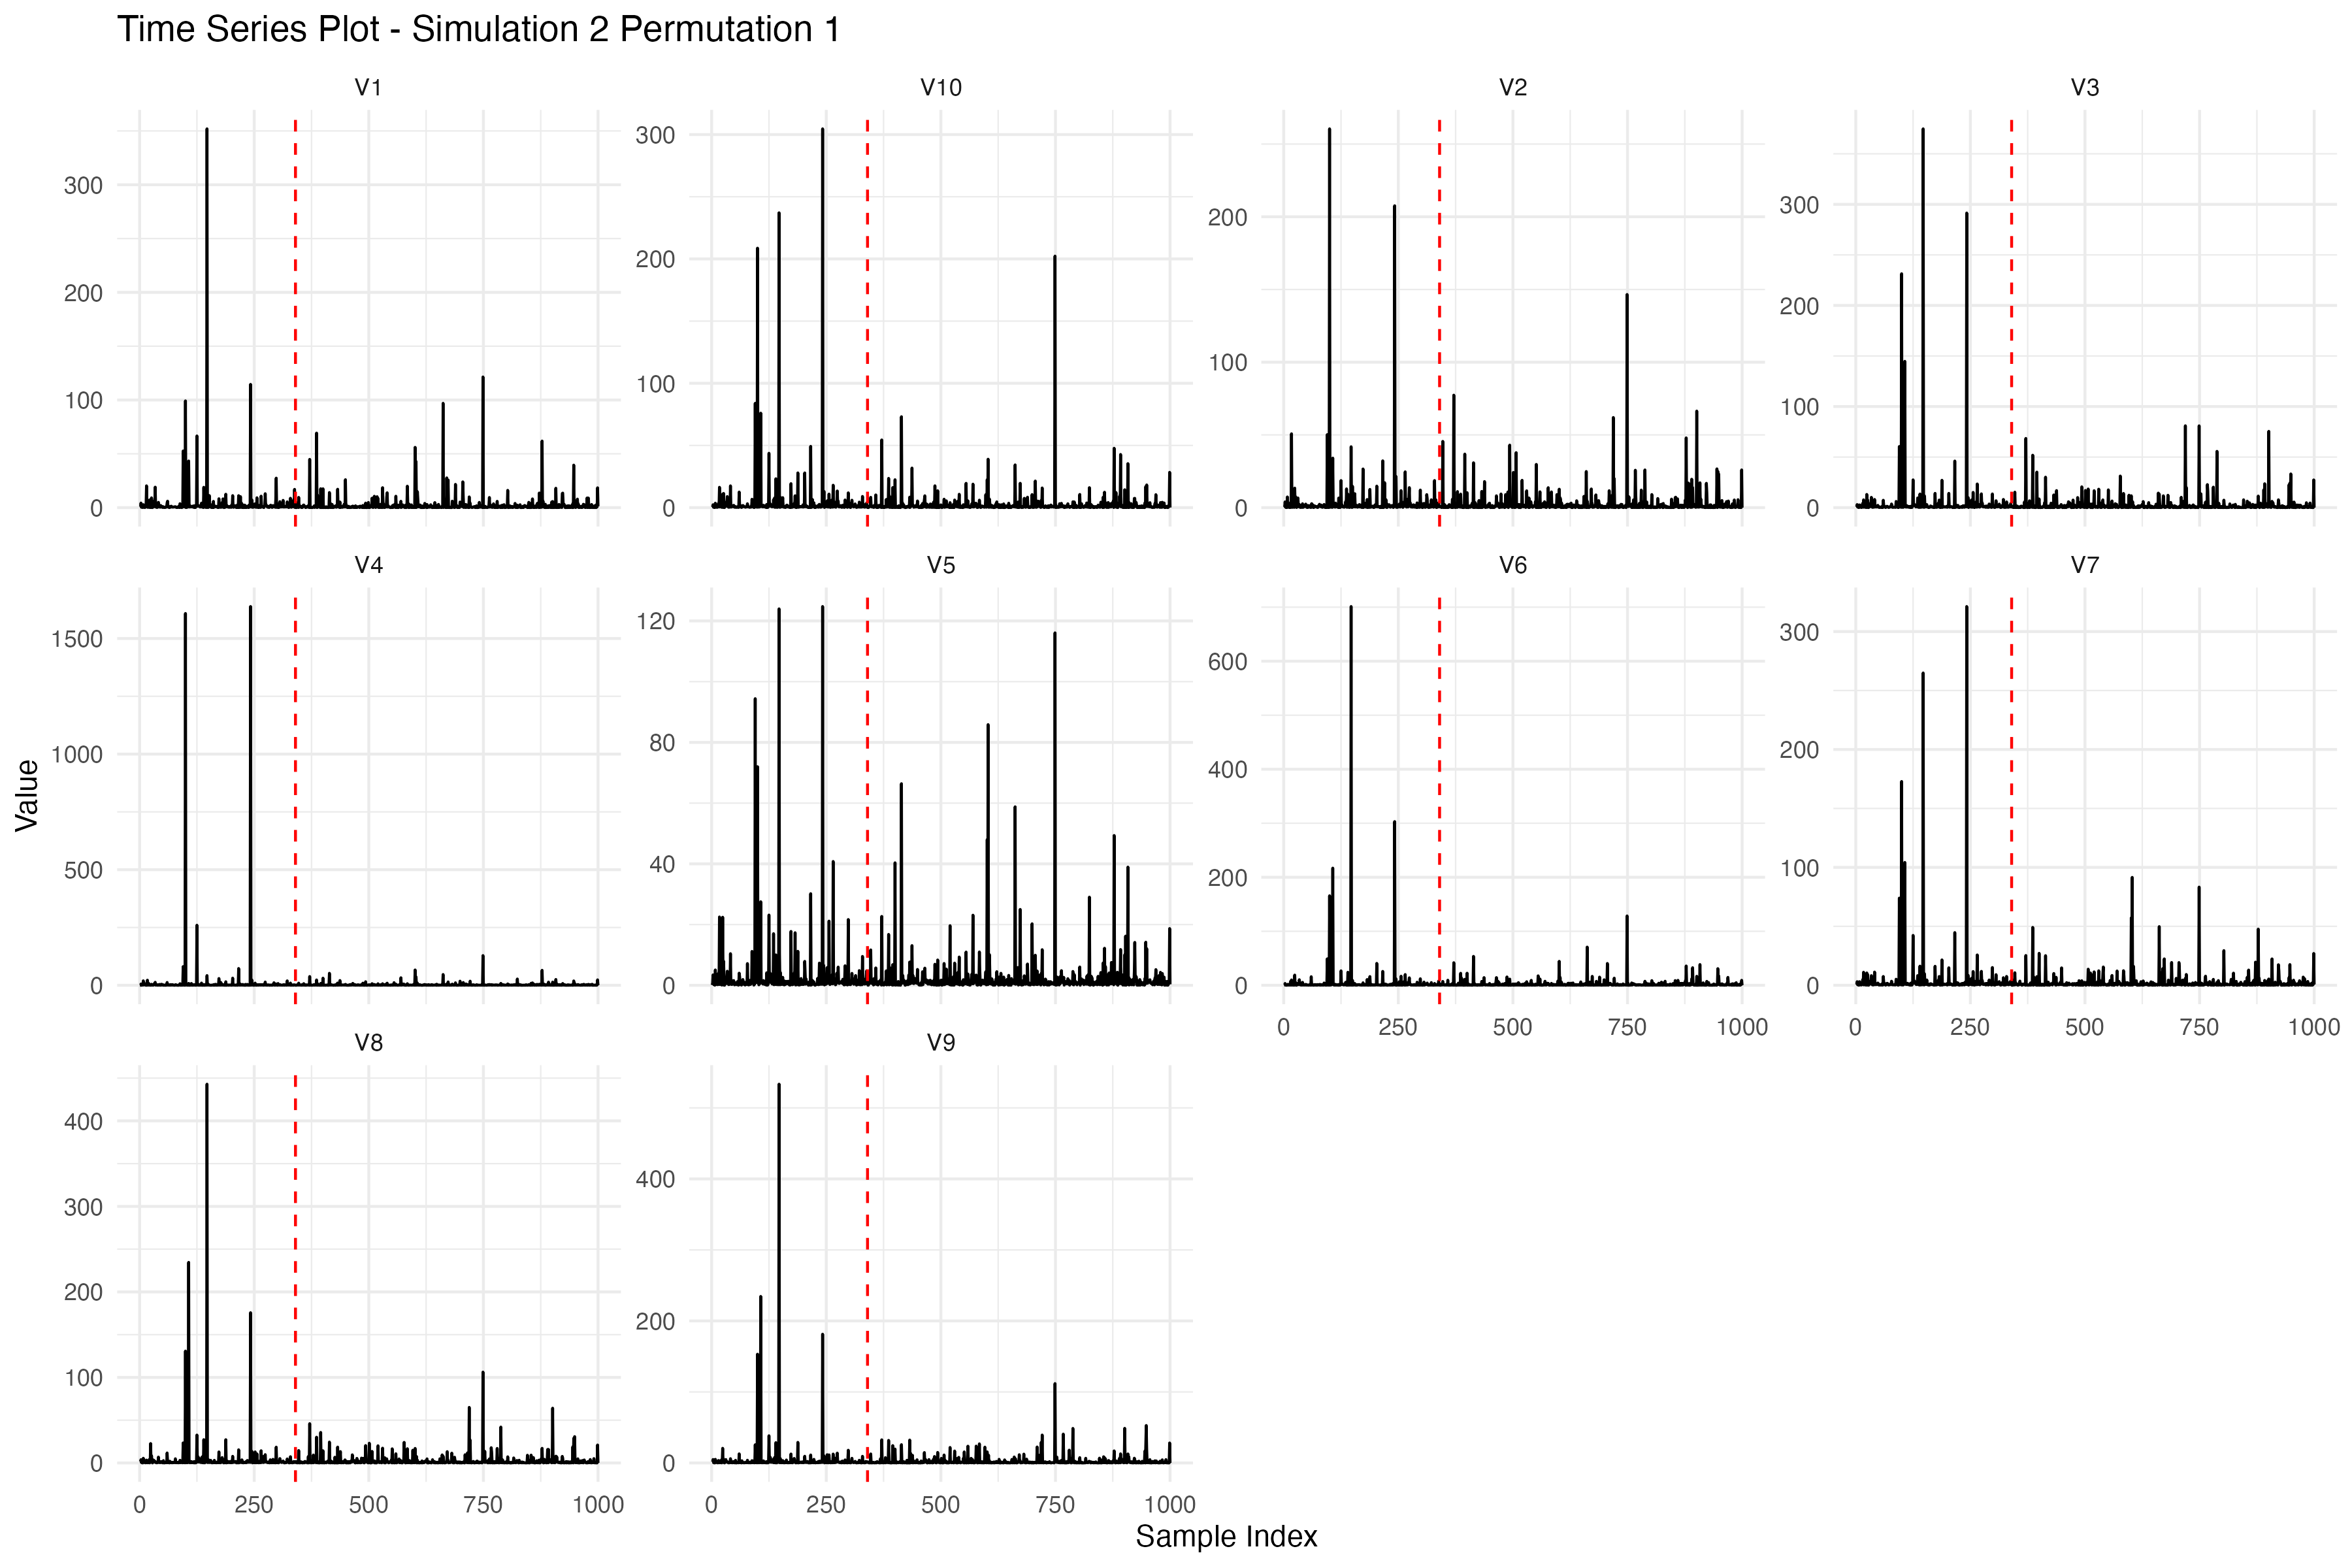 Time Series Plot - Simulation 2 Permutation 1
V1 V10 V2 V3
300 300 200 300
200 200 100 200
100 100 0 100
0 0 0
V4 V5 V6 V7
1500 120 600 300
1000 80 400 200
500 40 200 100
0 0 0 0
0 250 500 750 1000 0 250 500 750 1000
V8 V9
400 400
300 200
200 0
100
0
0 250 500 750 1000 0 250 500 750 1000
Value
Sample Index